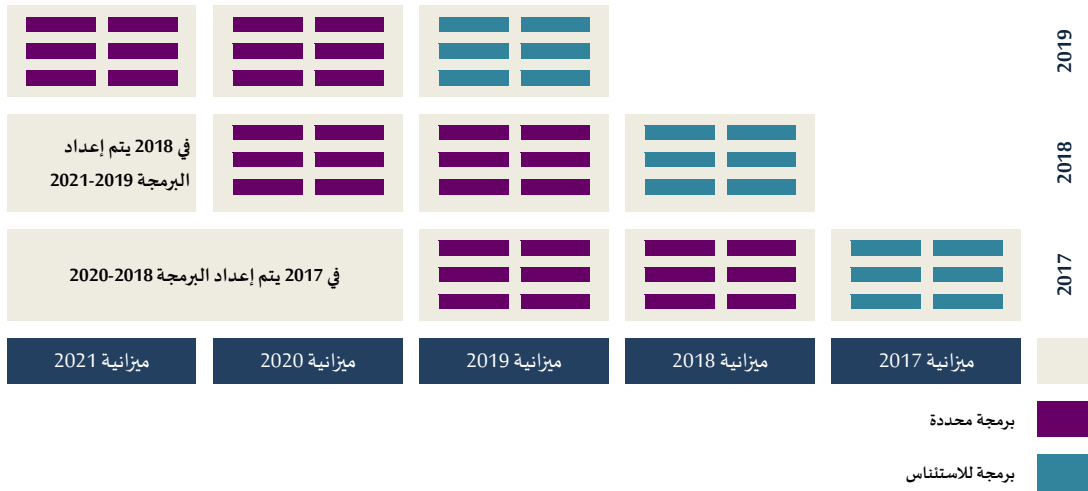 2019
في 2018 يتم إعداد
البرمجة 2019-2021
2018
في 2017 يتم إعداد البرمجة 2018-2020
2017
ميزانية 2017
ميزانية 2018
ميزانية 2019
ميزانية 2020
ميزانية 2021
برمجة محددة
برمجة للاستئناس